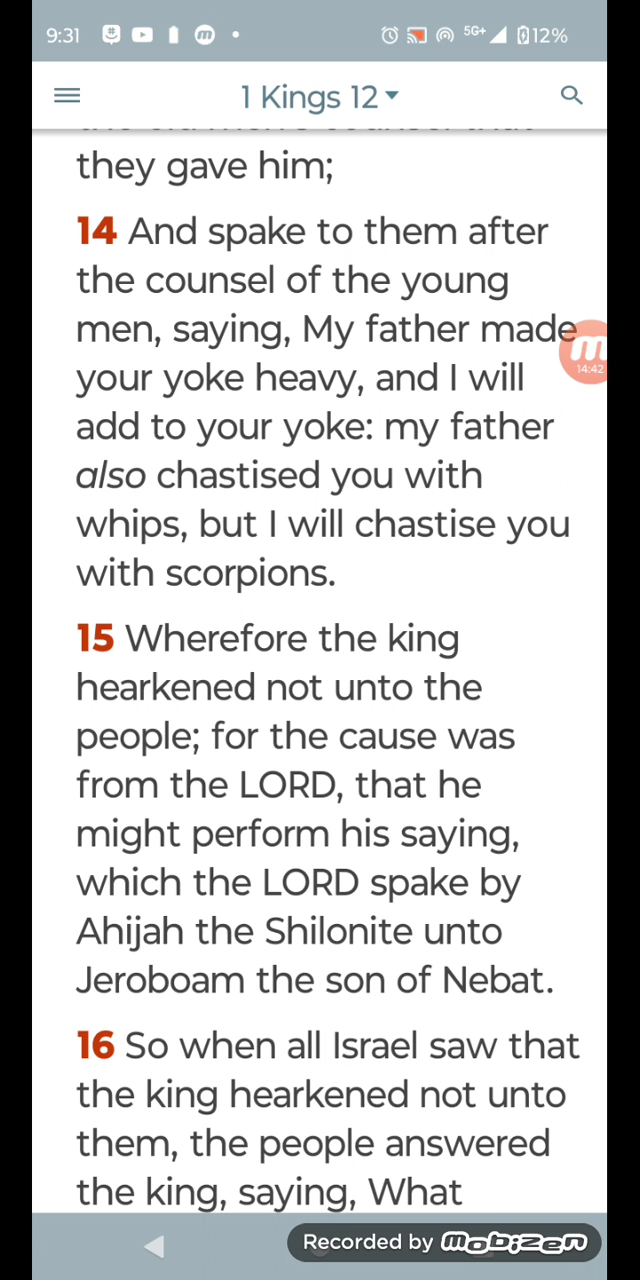 9:31
5G+
12%
1 Kings 12
they gave him;
14 And spake to them after
the counsel of the young
men, saying, My father made
14:42
your yoke heavy, and I will
add to your yoke: my father
also chastised you with
whips, but I will chastise you
with scorpions.
15 Wherefore the king
hearkened not unto the
people; for the cause was
from the LORD, that he
might perform his saying,
which the LORD spake by
Ahijah the Shilonite unto
Jeroboam the son of Nebat.
16 So when all Israel saw that
the king hearkened not unto
them, the people answered
the king, saying, What
Recorded by mobizen